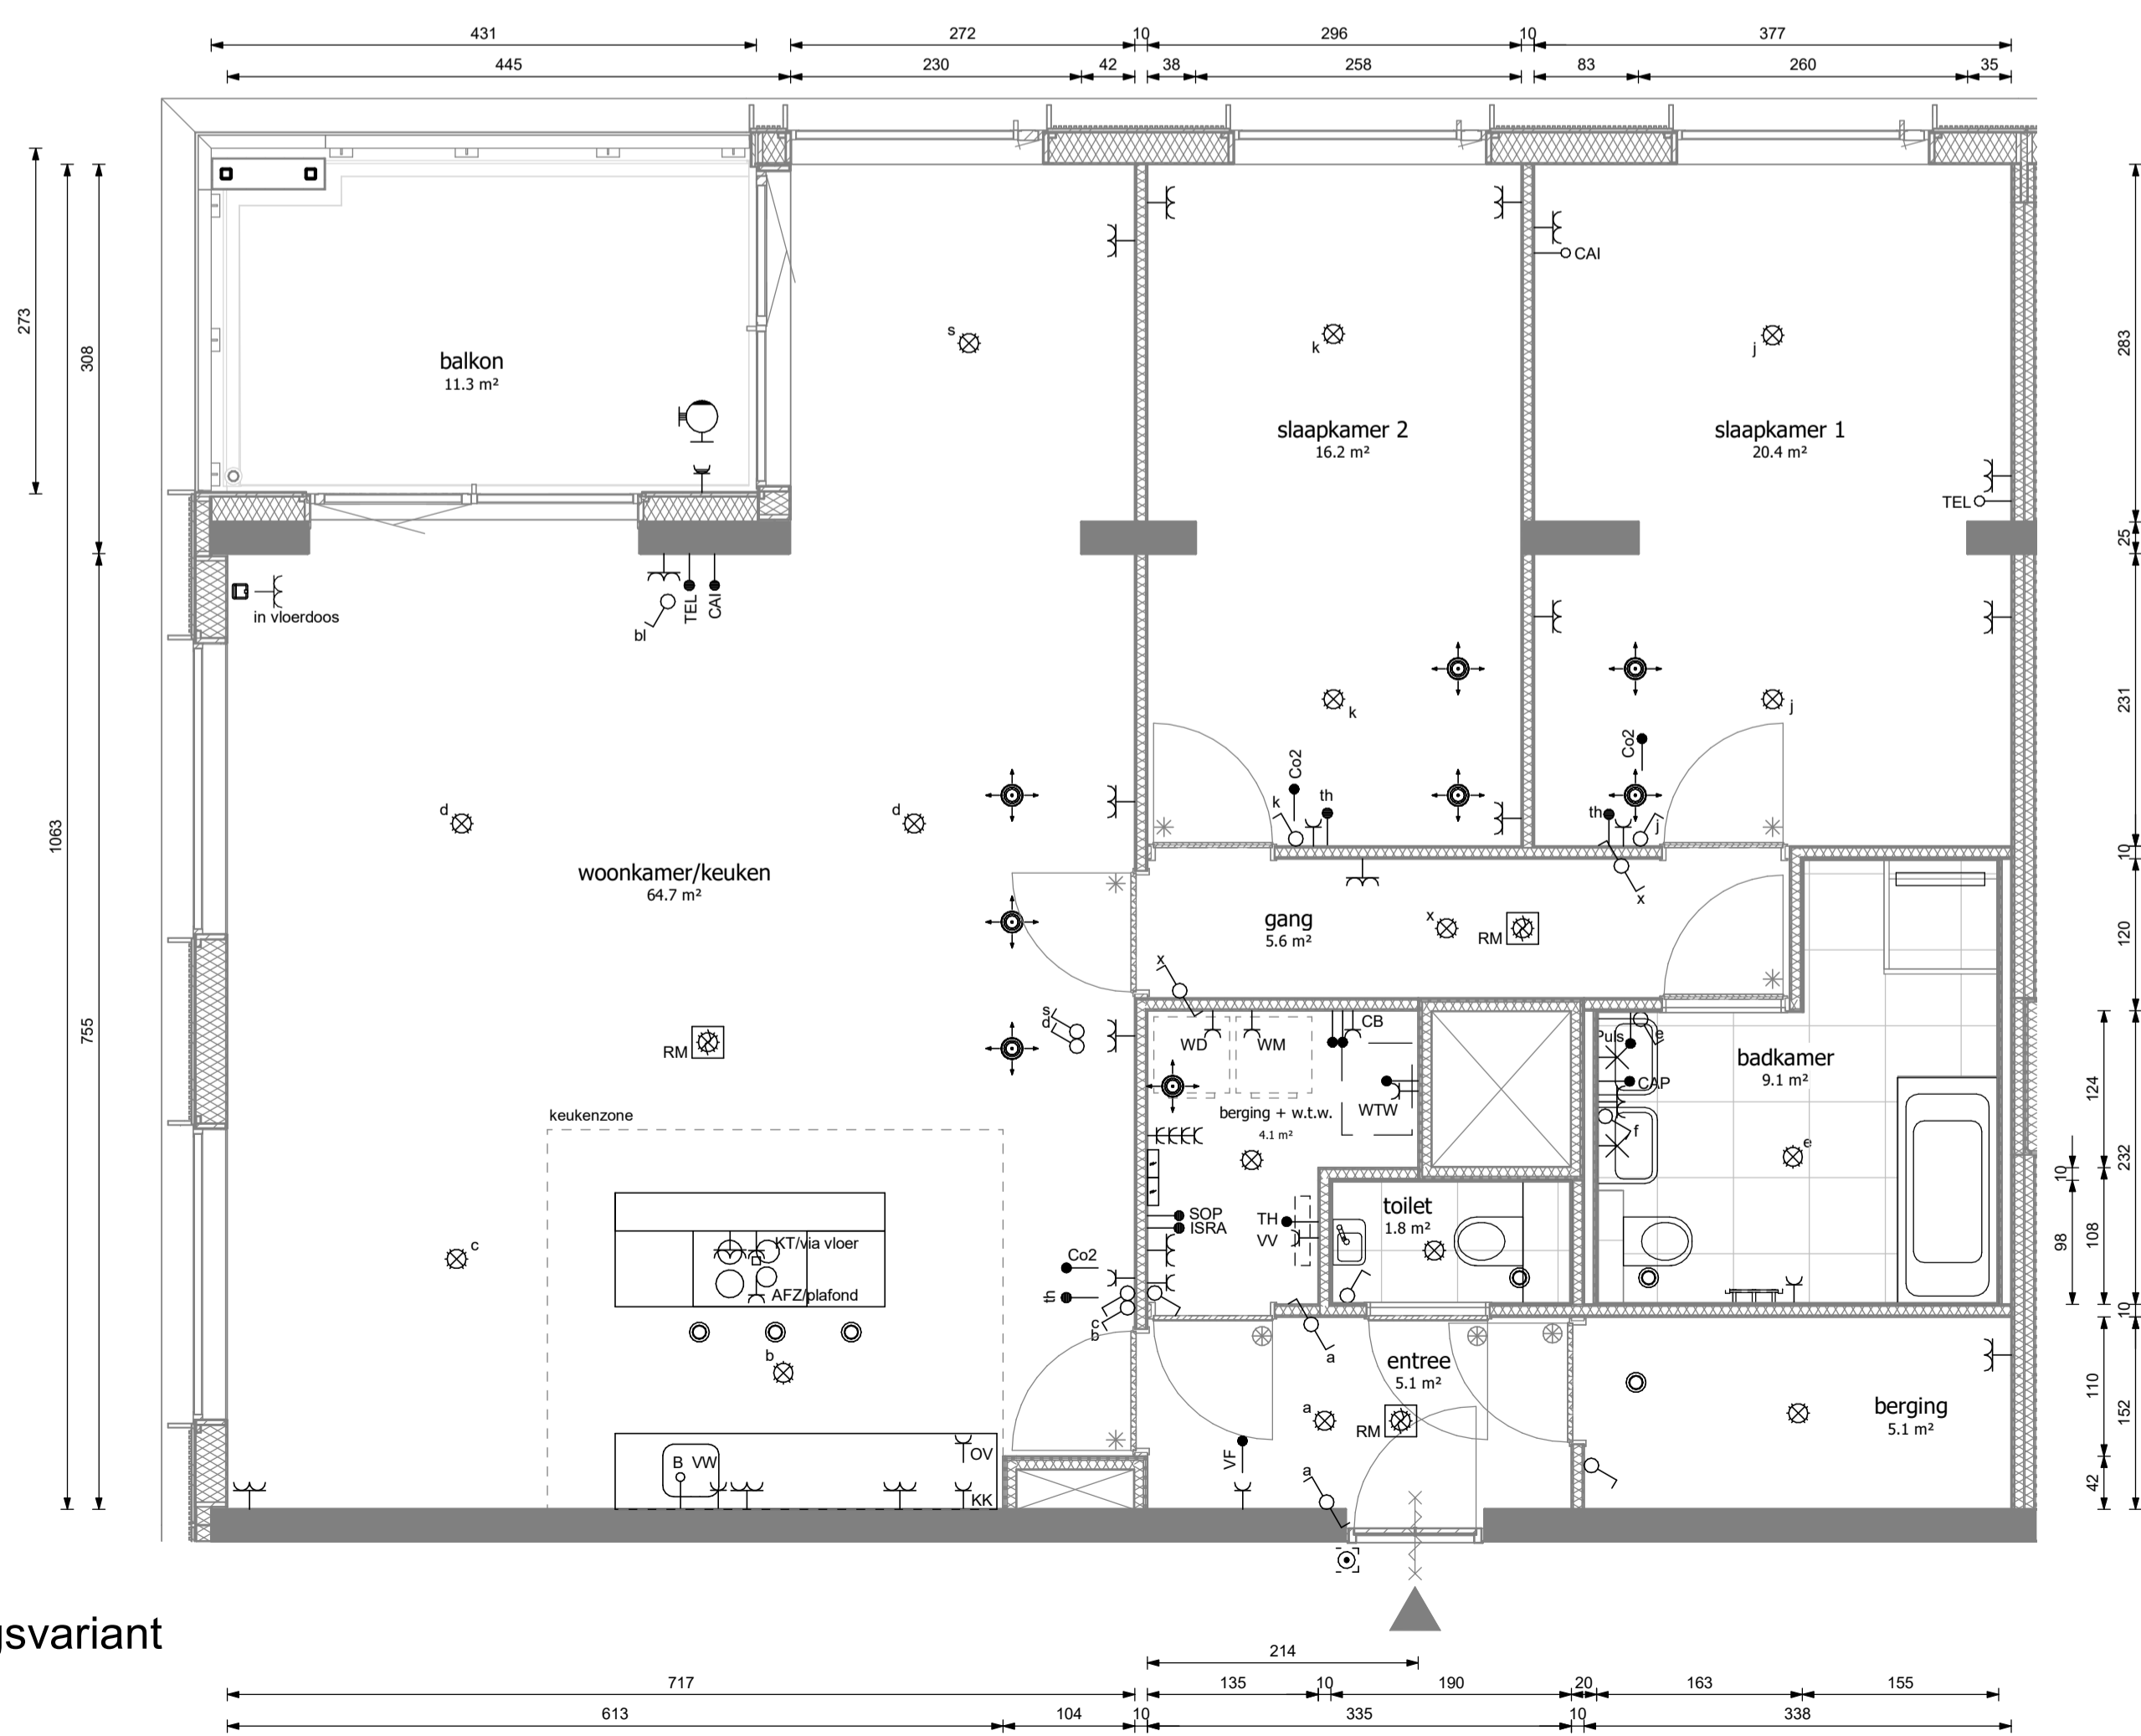 431 272 10 296 10 377
445 230 42 38 258 83 260 35
273
308
1063
755
283
25
231
10
120
124
232
10
98
108
10
110
152
42
balkon
11.3 m²
s
k
j
CAI
slaapkamer 2
16.2 m²
slaapkamer 1
20.4 m²
TEL
in vloerdoos
bl
TEL
CAI
k
j
Co2
k
th
Co2
th
j
d
d
woonkamer/keuken
64.7 m²
gang
5.6 m²
x
RM
x
x
s
d
RM
WD
WM
CB
WTW
Puls
e
CAP
f
badkamer
9.1 m²
e
keukenzone
berging + w.t.w.
4.1 m²
SOP
ISRA
TH
VV
toilet
1.8 m²
c
KT/via vloer
AFZ/plafond
Co2
th
c
b
b
a
entree
5.1 m²
a
RM
VF
a
berging
5.1 m²
B VW
OV
KK
gsvariant
214
717 135 10 190 20 163 155
613 104 10 335 10 338